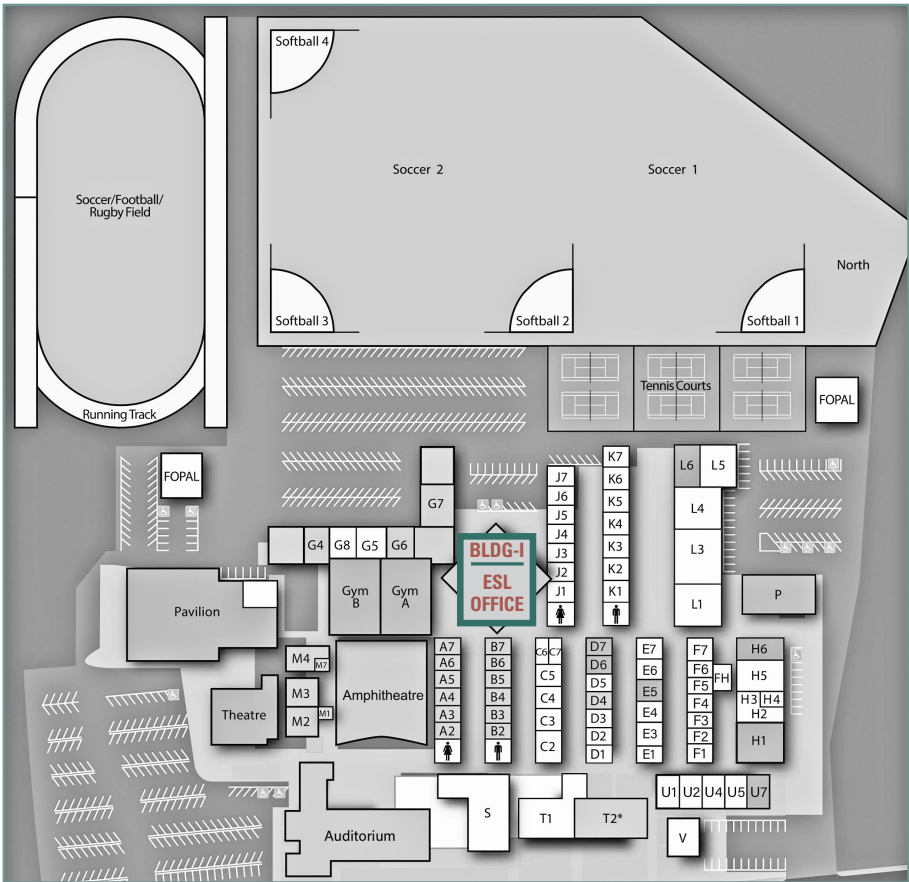 Softball 4
Soccer 2
Soccer 1
Soccer/Football/
Rugby Field
North
Softball 3
Softball 2
Softball 1
Running Track
Tennis Courts
FOPAL
FOPAL
G7
G4
G8
G5
G6
Gym
B
Gym
A
BLDG-I
ESL
OFFICE
J7
J6
J5
J4
J3
J2
J1
K7
K6
K5
K4
K3
K2
K1
L6
L5
L4
L3
L1
P
Pavilion
M4
M7
M3
M2
M1
Theatre
Amphitheatre
A7
A6
A5
A4
A3
A2
B7
B6
B5
B4
B3
B2
C6
C7
C5
C4
C3
C2
D7
D6
D5
D4
D3
D2
D1
E7
E6
E5
E4
E3
E1
F7
F6
F5
F4
F3
F2
F1
FH
H6
H5
H3
H4
H2
H1
Auditorium
S
T1
T2*
U1
U2
U4
U5
U7
V